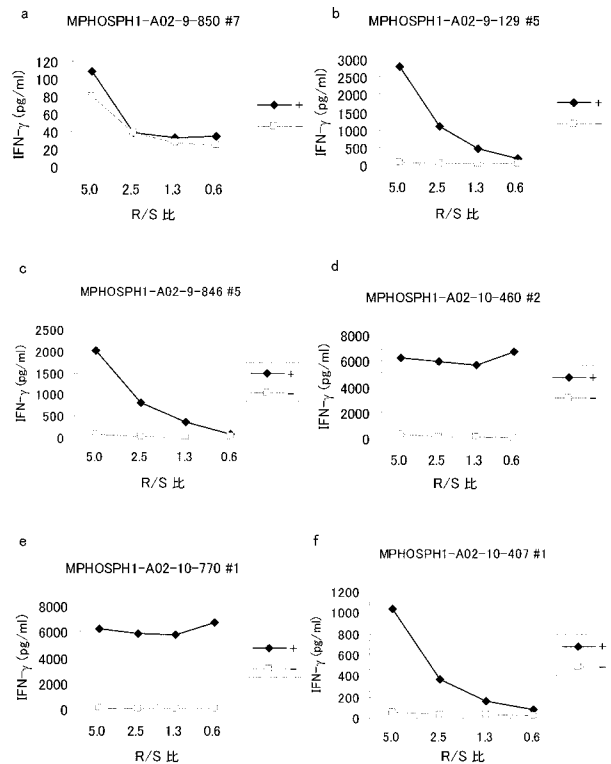 a
MPHOSPH1-A02-9-850 #7
IFN-γ (pg/ml)
120
100
80
60
40
20
0
5.0 2.5 1.3 0.6
R/S 比
+
−
b
MPHOSPH1-A02-9-129 #5
IFN-γ (pg/ml)
3000
2500
2000
1500
1000
500
0
5.0 2.5 1.3 0.6
R/S 比
+
−
c
MPHOSPH1-A02-9-846 #5
IFN-γ (pg/ml)
2500
2000
1500
1000
500
0
5.0 2.5 1.3 0.6
R/S 比
+
−
d
MPHOSPH1-A02-10-460 #2
IFN-γ (pg/ml)
8000
6000
4000
2000
0
5.0 2.5 1.3 0.6
R/S 比
+
−
e
MPHOSPH1-A02-10-770 #1
IFN-γ (pg/ml)
8000
6000
4000
2000
0
5.0 2.5 1.3 0.6
R/S 比
+
−
f
MPHOSPH1-A02-10-407 #1
IFN-γ (pg/ml)
1200
1000
800
600
400
200
0
5.0 2.5 1.3 0.6
R/S 比
+
−